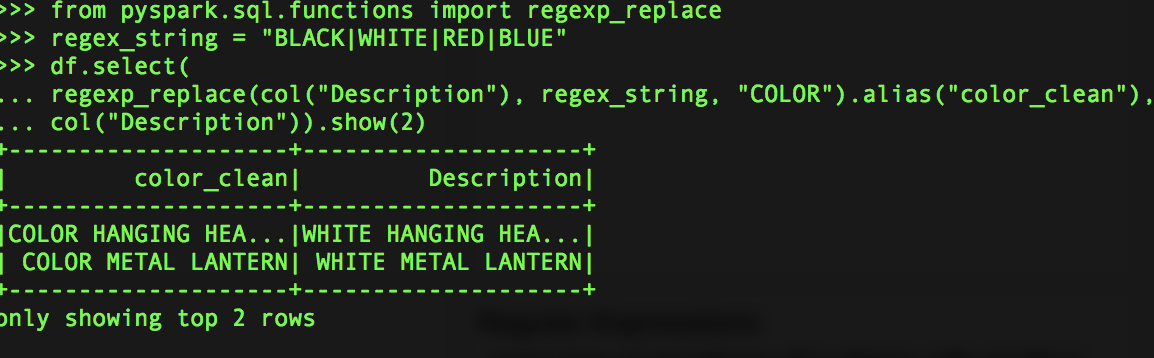 >>> from pyspark.sql.functions import regexp_replace
>>> regex_string = "BLACK|WHITE|RED|BLUE"
>>> df.select(
... regexp_replace(col("Description"), regex_string, "COLOR").alias("color_clean"),
... col("Description")).show(2)
+--------------------+--------------------+
|         color_clean|         Description|
+--------------------+--------------------+
|COLOR HANGING HEA...|WHITE HANGING HEA...|
| COLOR METAL LANTERN| WHITE METAL LANTERN|
+--------------------+--------------------+
only showing top 2 rows